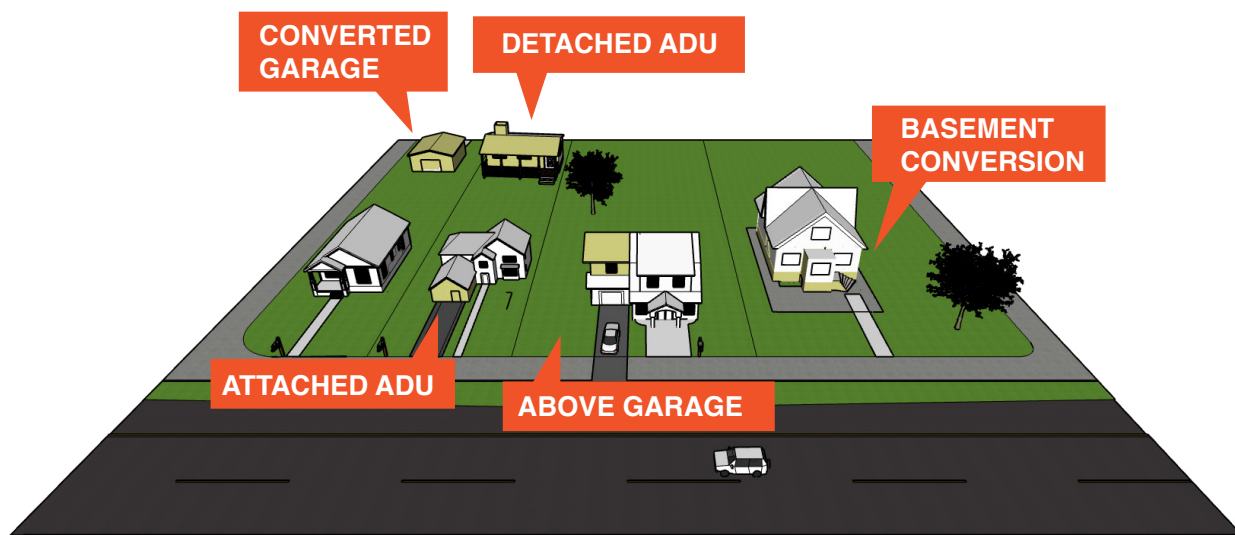 CONVERTED
GARAGE
DETACHED ADU
BASEMENT
CONVERSION
ATTACHED ADU
ABOVE GARAGE